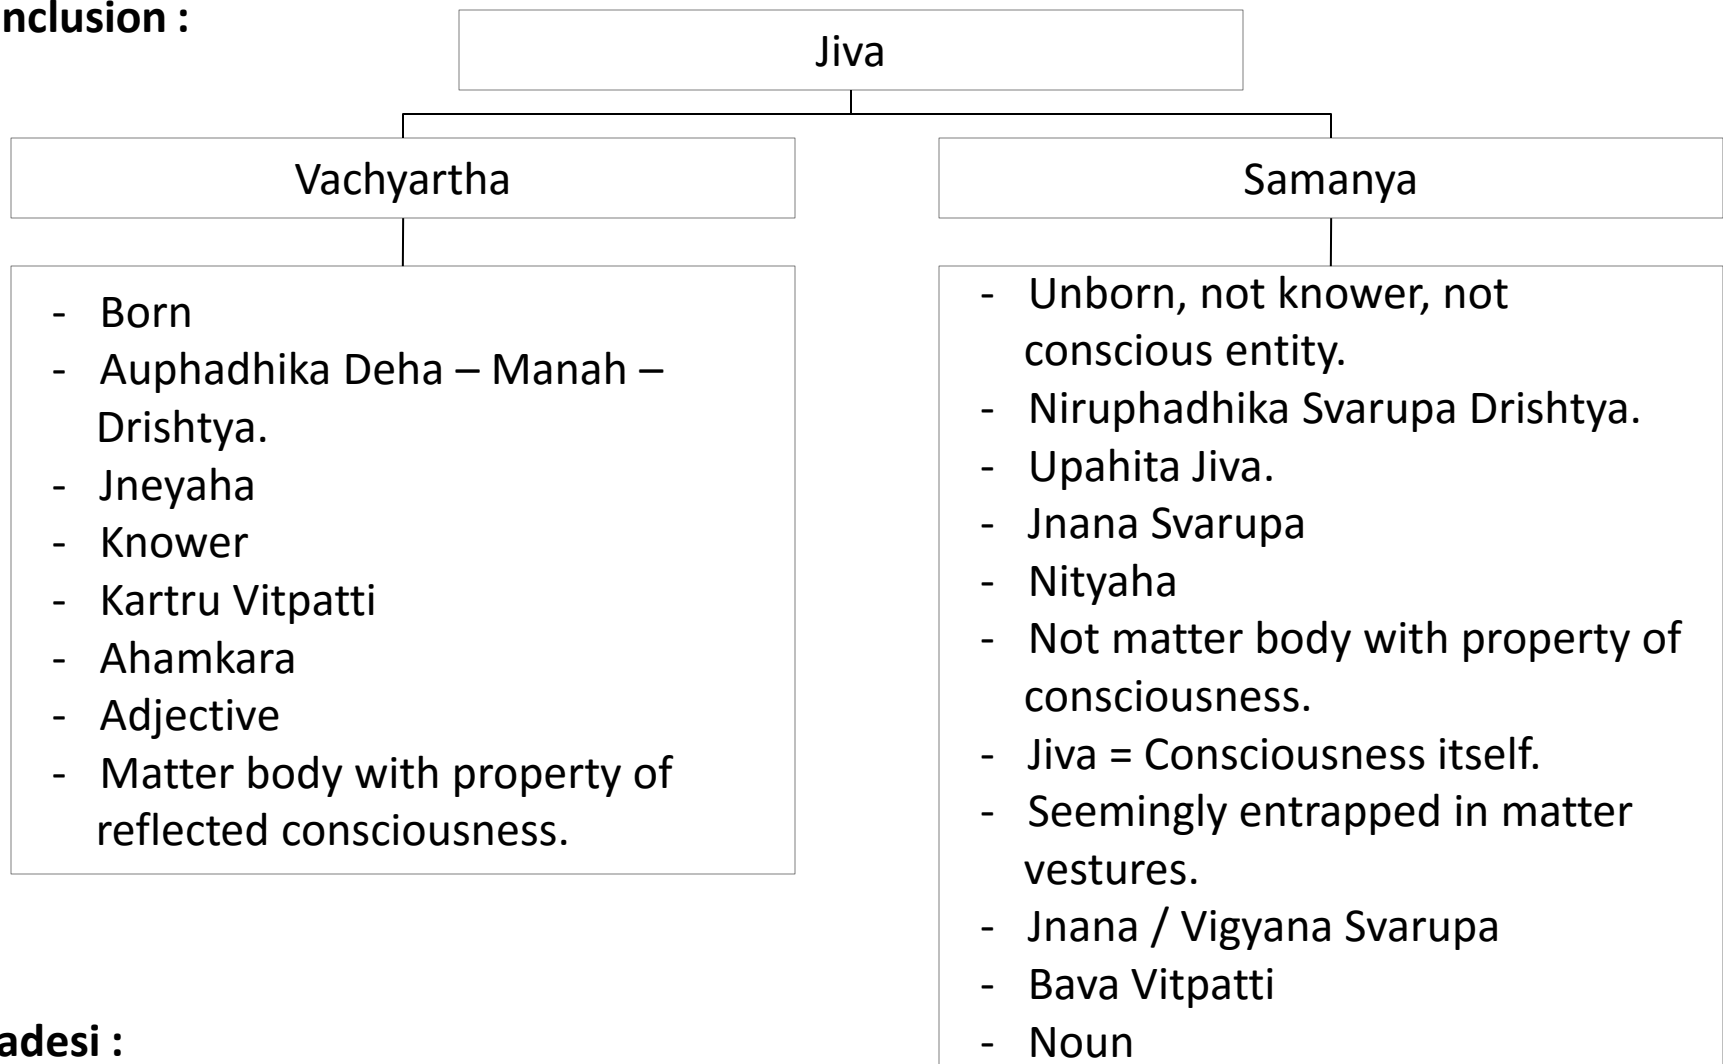 nclusion :
Jiva
Vachyartha
Samanya
- Born
- Auphadhika Deha – Manah –
Drishtya.
- Jneyaha
- Knower
- Kartru Vitpatti
- Ahamkara
- Adjective
- Matter body with property of
reflected consciousness.
- Unborn, not knower, not
conscious entity.
- Niruphadhika Svarupa Drishtya.
- Upahita Jiva.
- Jnana Svarupa
- Nityaha
- Not matter body with property of
consciousness.
- Jiva = Consciousness itself.
- Seemingly entrapped in matter
vestures.
- Jnana / Vigyana Svarupa
- Bava Vitpatti
- Noun
adesi :